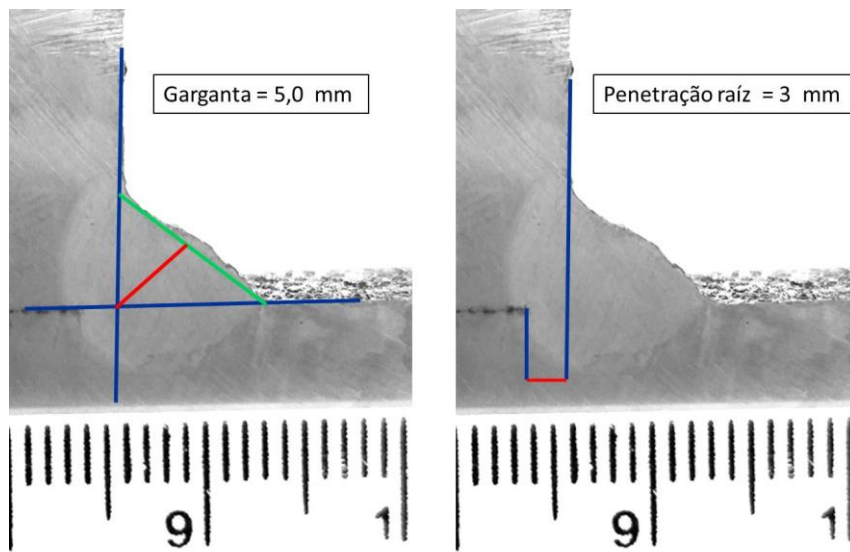 Garganta = 5,0 mm
Penetração raíz = 3 mm
9
1
9
1